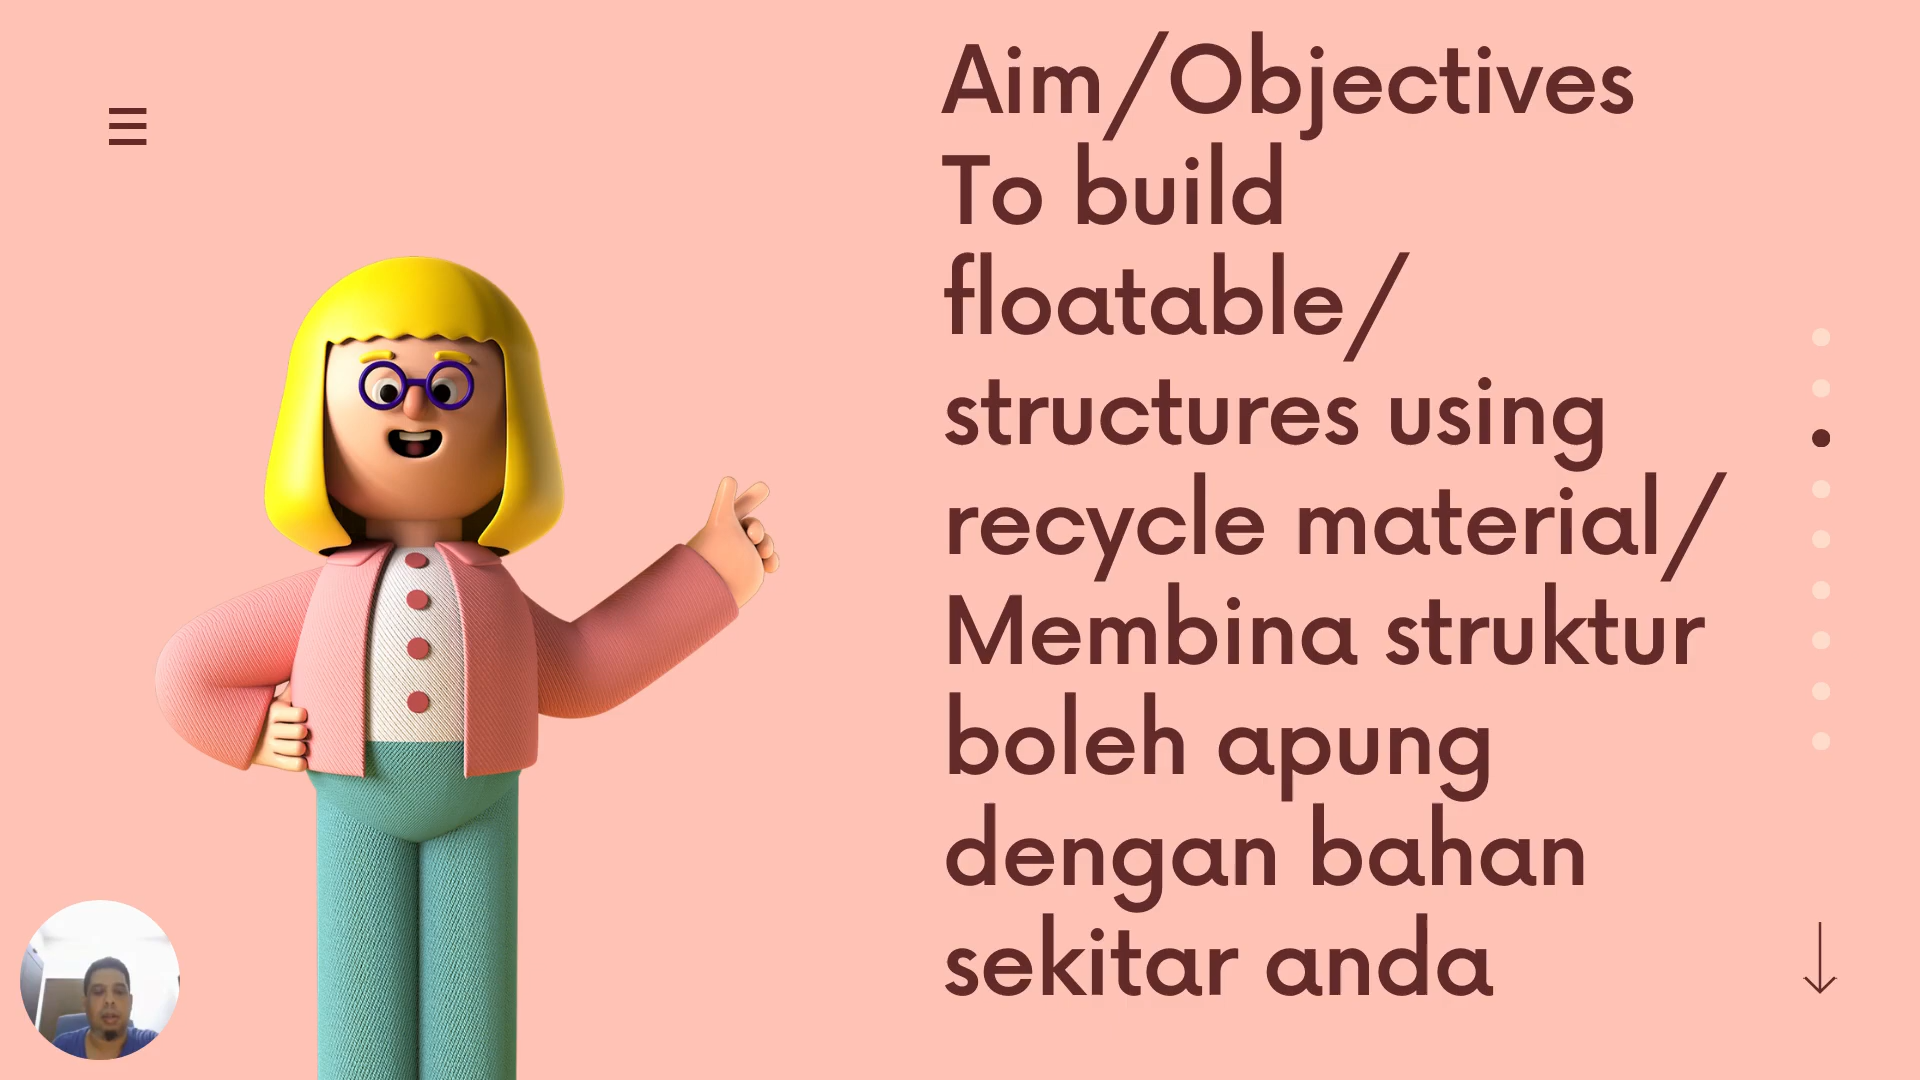 Aim/Objectives
To build
floatable/
structures using
recycle material/
Membina struktur
boleh apung
dengan bahan
sekitar anda